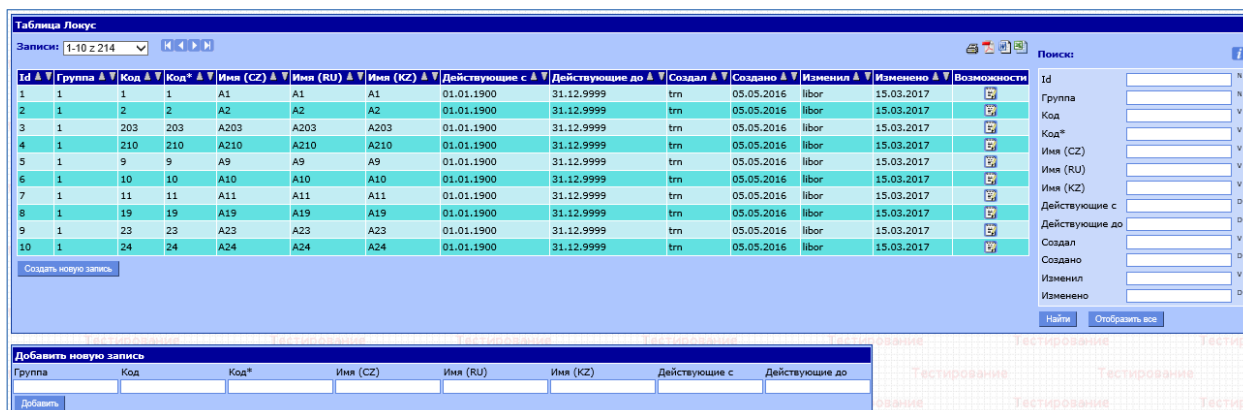 Таблица Локус
Записи: 1-10 z 214
Id Группа Код Код* Имя (CZ) Имя (RU) Имя (KZ) Действующие с Действующие до Создал Создано Изменил Изменено Возможности
1 1 1 1 A1 A1 A1 01.01.1900 31.12.9999 trn 05.05.2016 libor 15.03.2017
2 1 2 2 A2 A2 A2 01.01.1900 31.12.9999 trn 05.05.2016 libor 15.03.2017
3 1 203 203 A203 A203 A203 01.01.1900 31.12.9999 trn 05.05.2016 libor 15.03.2017
4 1 210 210 A210 A210 A210 01.01.1900 31.12.9999 trn 05.05.2016 libor 15.03.2017
5 1 9 9 A9 A9 A9 01.01.1900 31.12.9999 trn 05.05.2016 libor 15.03.2017
6 1 10 10 A10 A10 A10 01.01.1900 31.12.9999 trn 05.05.2016 libor 15.03.2017
7 1 11 11 A11 A11 A11 01.01.1900 31.12.9999 trn 05.05.2016 libor 15.03.2017
8 1 19 19 A19 A19 A19 01.01.1900 31.12.9999 trn 05.05.2016 libor 15.03.2017
9 1 23 23 A23 A23 A23 01.01.1900 31.12.9999 trn 05.05.2016 libor 15.03.2017
10 1 24 24 A24 A24 A24 01.01.1900 31.12.9999 trn 05.05.2016 libor 15.03.2017
Создать новую запись
Поиск:
Id N
Группа N
Код V
Код* V
Имя (CZ) V
Имя (RU) V
Имя (KZ) V
Действующие с D
Действующие до D
Создал V
Создано D
Изменил V
Изменено D
Найти Отобразить все
Тестирование Тестирование Тестирование Тестирование Тестирование Тестирование
Добавить новую запись
Группа Код Код* Имя (CZ) Имя (RU) Имя (KZ) Действующие с Действующие до
Тестирование Тестирование
Добавить
Тестирование